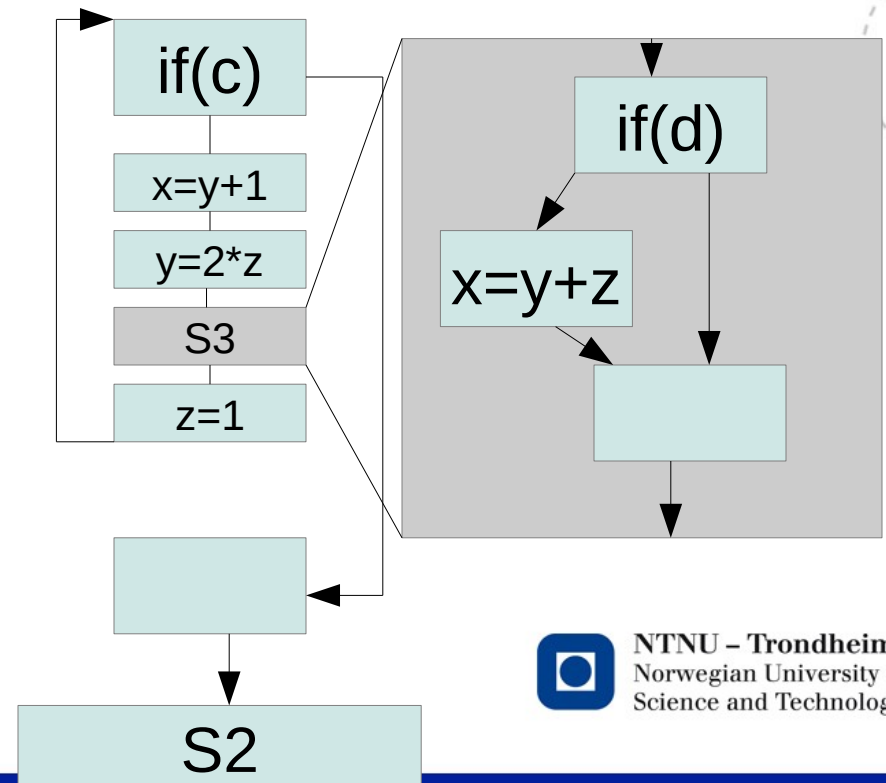 if(c)
x=y+1
y=2*z
S3
z=1
if(d)
x=y+z
S2
NTNU – Trondheim
Norwegian University
Science and Technolog